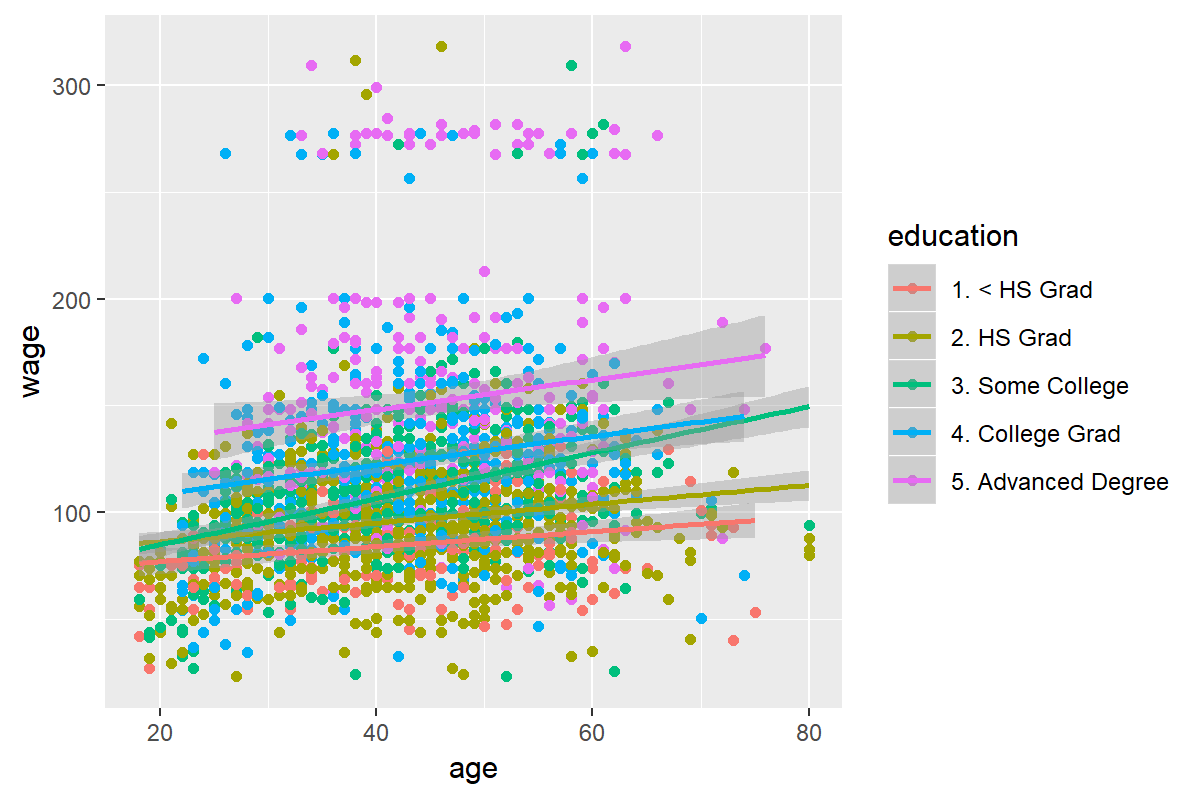 300
200
100
wage
20 40 60 80
age
education
1. < HS Grad
2. HS Grad
3. Some College
4. College Grad
5. Advanced Degree